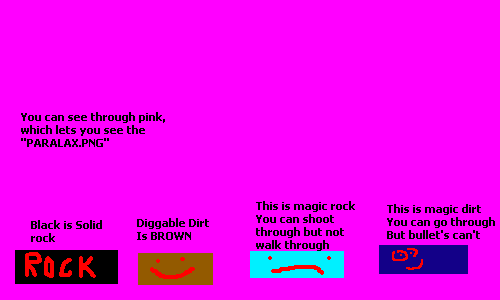 You can see through pink,
which lets you see the
"PARALAX.PNG"
Black is Solid
rock
ROCK
Diggable Dirt
Is BROWN
This is magic rock
You can shoot
through but not
walk through
This is magic dirt
You can go through
But bullet's can't